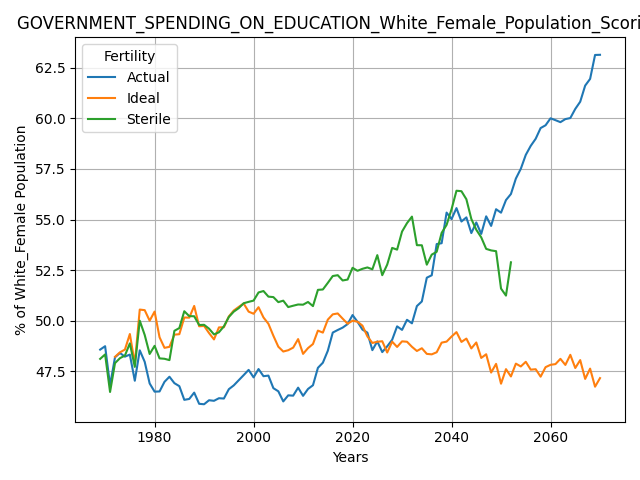 GOVERNMENT_SPENDING_ON_EDUCATION_White_Female_Population_Scori
Fertility
Actual
Ideal
Sterile
% of White_Female Population
62.5
60.0
57.5
55.0
52.5
50.0
47.5
1980
2000
2020
2040
2060
Years